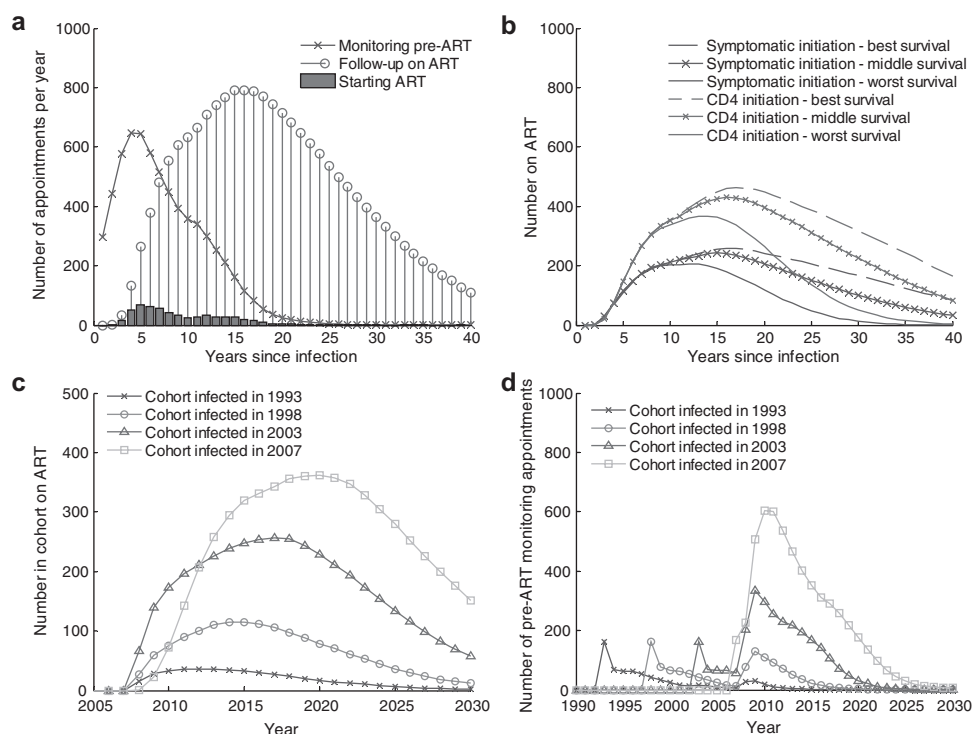 a
Number of appointments per year
1000
800
600
400
200
0
0 5 10 15 20 25 30 35 40
Years since infection
Monitoring pre-ART
Follow-up on ART
Starting ART
b
Number on ART
1000
800
600
400
200
0
0 5 10 15 20 25 30 35 40
Years since infection
Symptomatic initiation - best survival
Symptomatic initiation - middle survival
Symptomatic initiation - worst survival
CD4 initiation - best survival
CD4 initiation - middle survival
CD4 initiation - worst survival
c
Number in cohort on ART
500
400
300
200
100
0
2005 2010 2015 2020 2025 2030
Year
Cohort infected in 1993
Cohort infected in 1998
Cohort infected in 2003
Cohort infected in 2007
d
Number of pre-ART monitoring appointments
1000
800
600
400
200
0
1990 1995 2000 2005 2010 2015 2020 2025 2030
Year
Cohort infected in 1993
Cohort infected in 1998
Cohort infected in 2003
Cohort infected in 2007